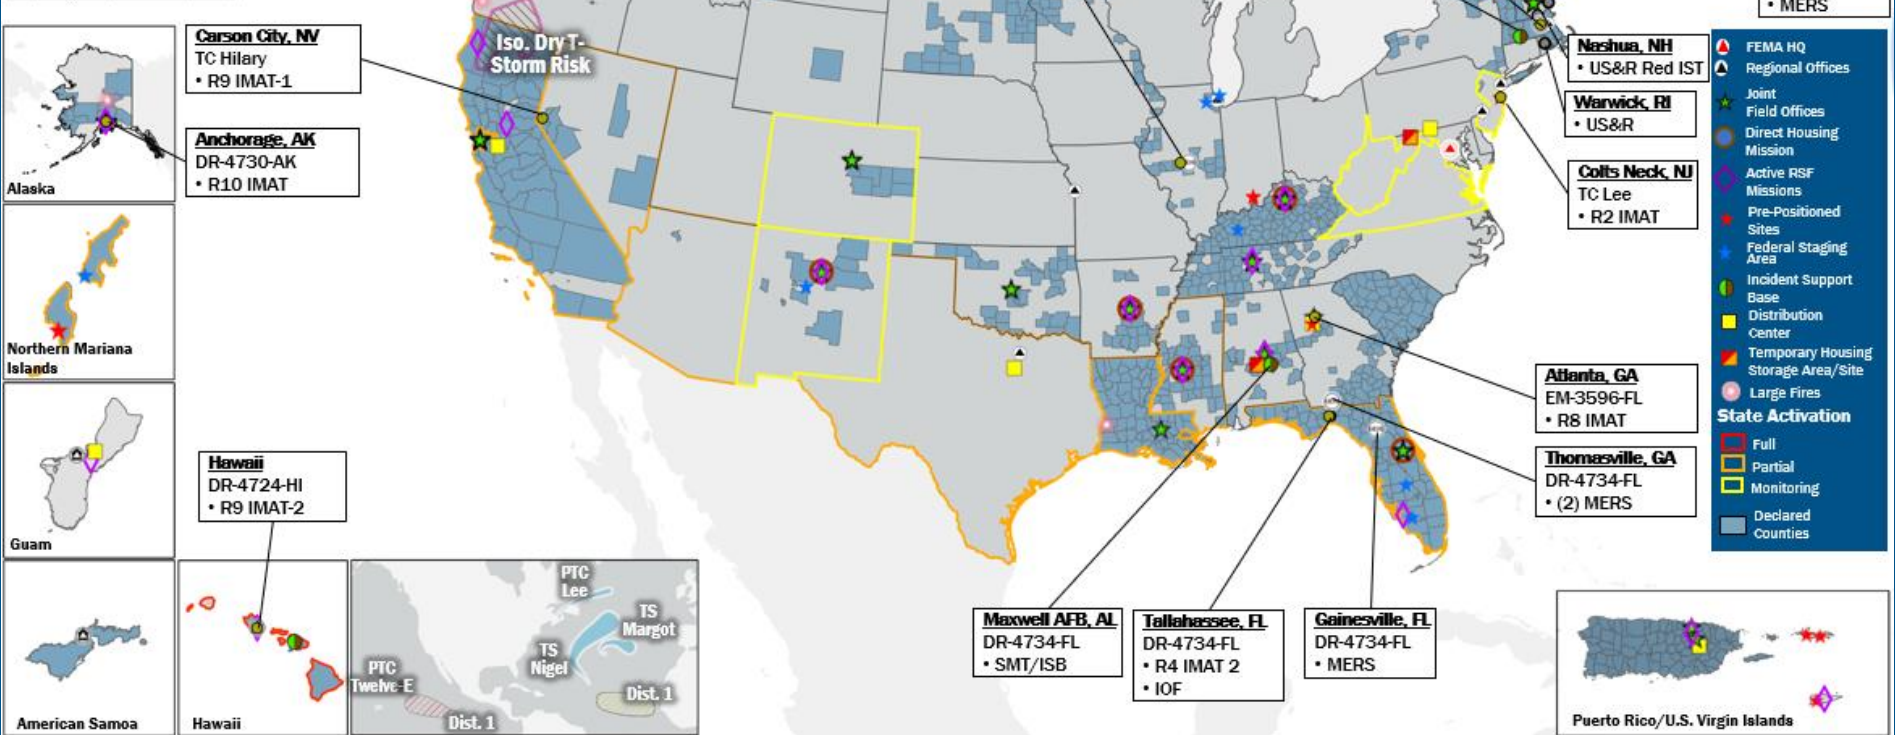 • MERS
Carson City, NV
TC Hilary
• R9 IMAT-1
Iso. Dry T-
Storm Risk
Nashua, NH
• US&R Red IST
Warwick, RI
• US&R
Anchorage, AK
DR-4730-AK
• R10 IMAT
Alaska
Colts Neck, NJ
TC Lee
• R2 IMAT
Northern Mariana
Islands
Atlanta, GA
EM-3596-FL
• R8 IMAT
Thomasville, GA
DR-4734-FL
• (2) MERS
Hawaii
DR-4724-HI
• R9 IMAT-2
Guam
American Samoa
Hawaii
PTC
Lee
TS
Margot
TS
Nigel
PTC
Twelve-E
Dist. 1
Dist. 1
Maxwell AFB, AL
DR-4734-FL
• SMT/ISB
Tallahassee, FL
DR-4734-FL
• R4 IMAT 2
• IOF
Gainesville, FL
DR-4734-FL
• MERS
Puerto Rico/U.S. Virgin Islands
FEMA HQ
Regional Offices
Joint
Field Offices
Direct Housing
Mission
Active RSF
Missions
Pre-Positioned
Sites
Federal Staging
Area
Incident Support
Base
Distribution
Center
Temporary Housing
Storage Area/Site
Large Fires
State Activation
Full
Partial
Monitoring
Declared
Counties